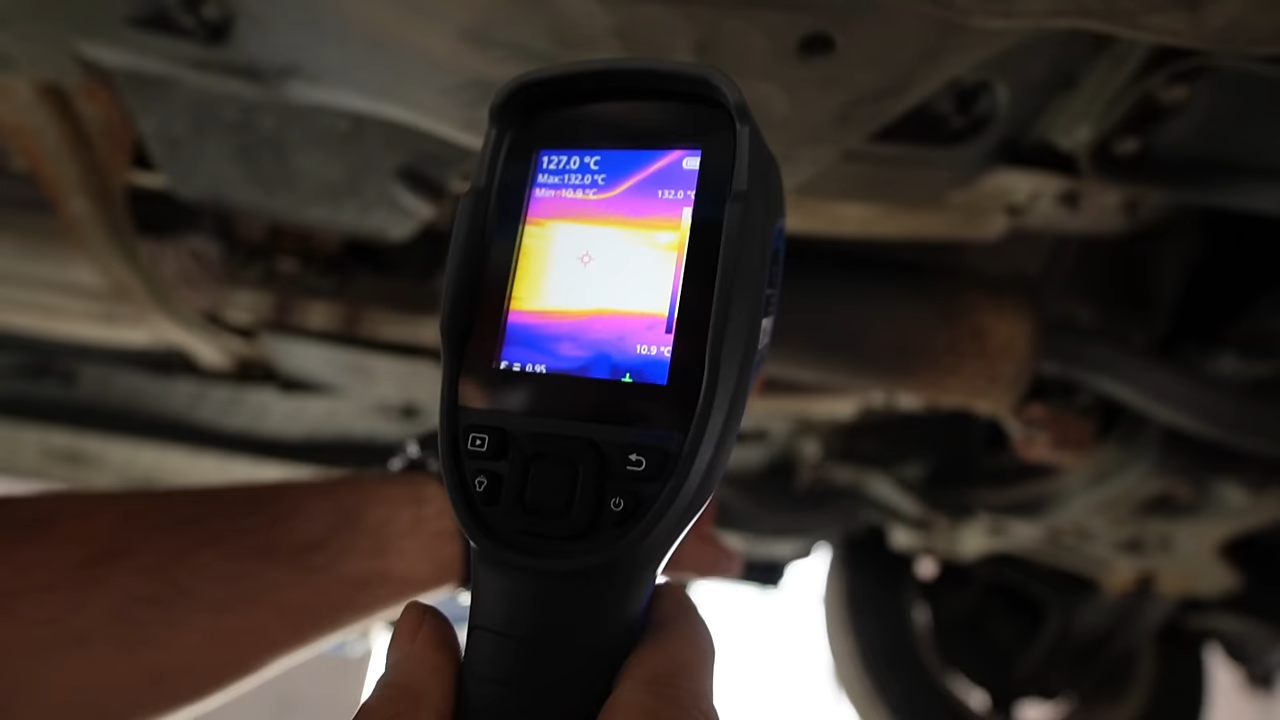 127.0 °C
Max:132.0 °C
Min:10.9 °C
132.0 °C
10.9 °C
E = 0.95